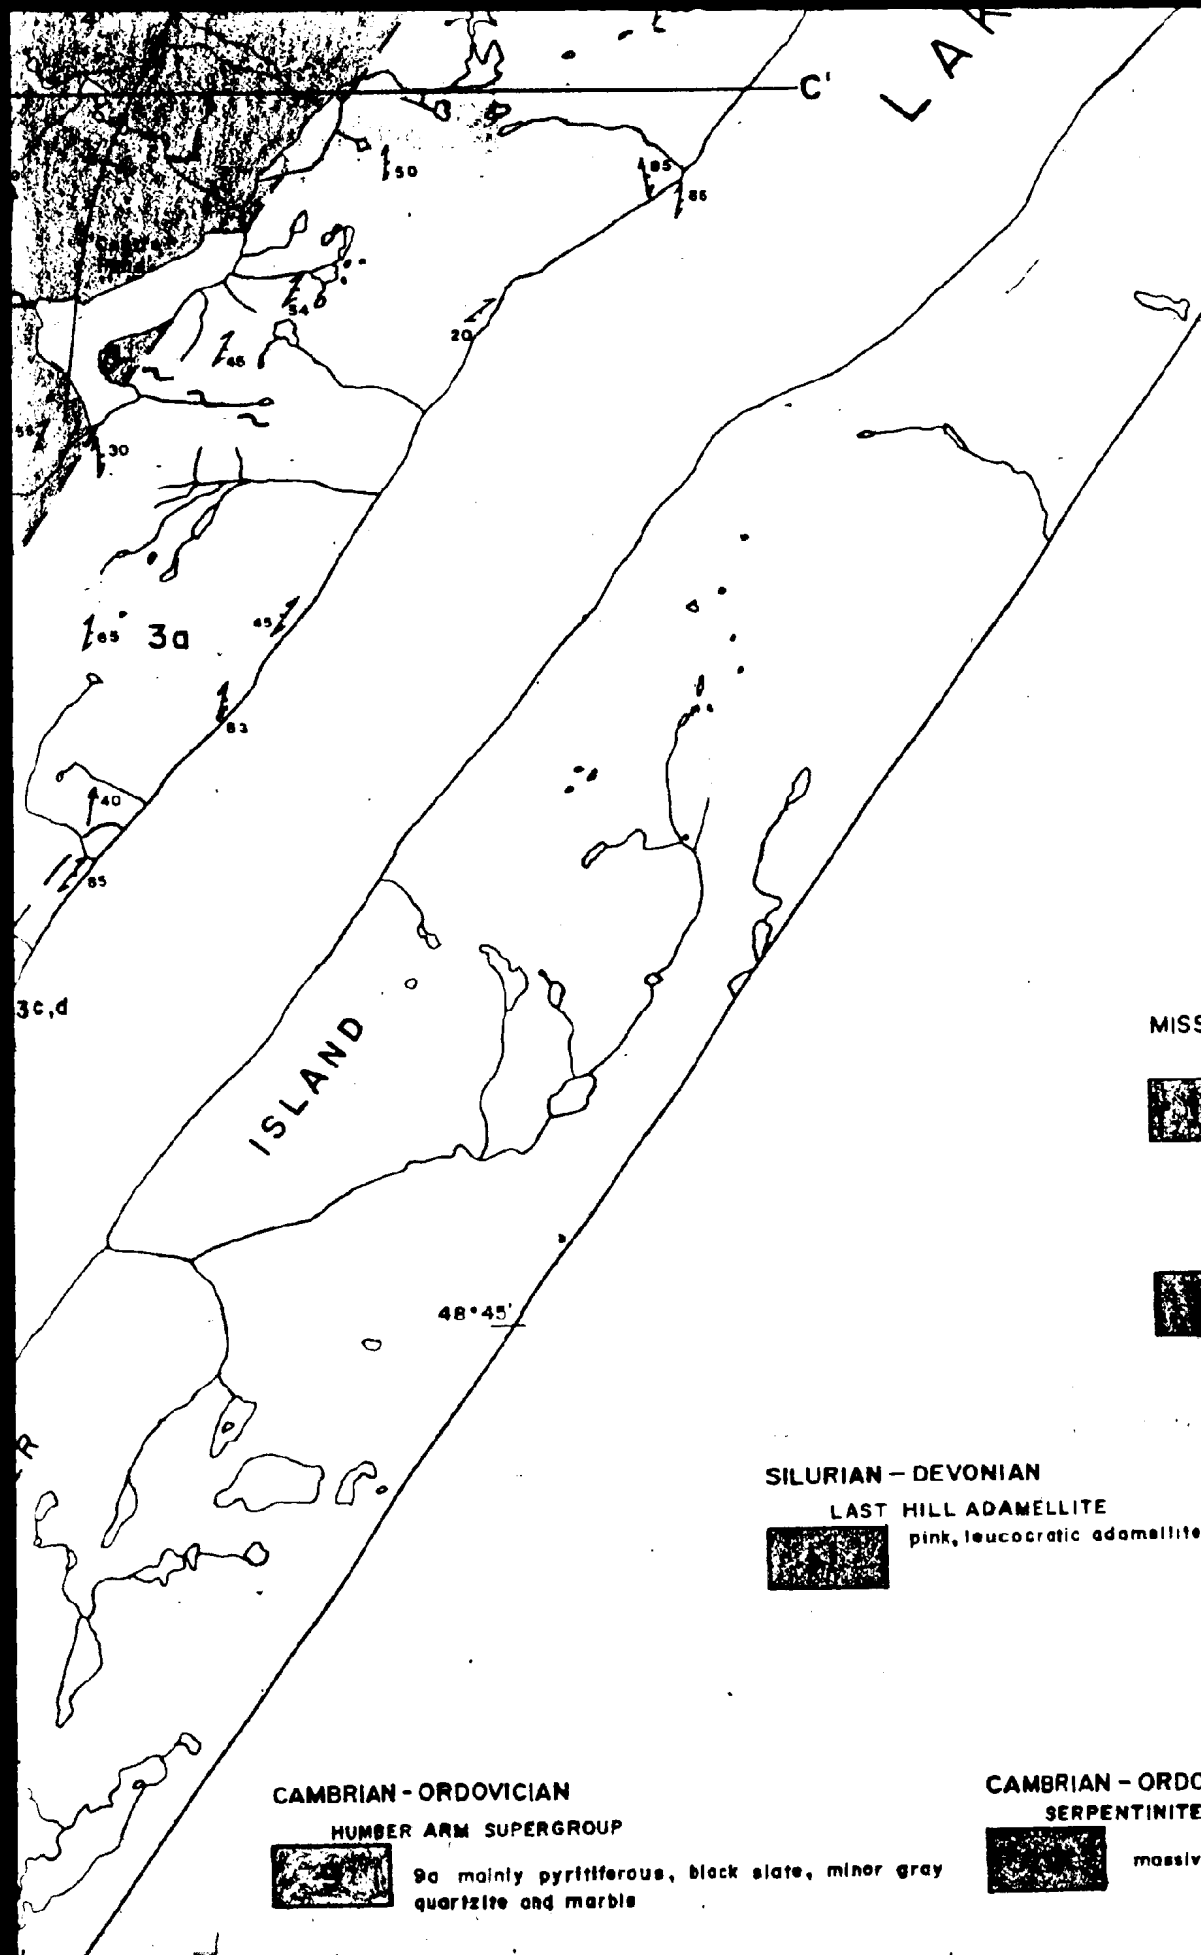 LA
C'
50
85
86
54
20
45
30
65
3a
45
83
40
85
3c,d
ISLAND
MISS
48°45'
R
SILURIAN – DEVONIAN
LAST HILL ADAMELLITE
pink, leucocratic adamellite
CAMBRIAN - ORDOVICIAN
HUMBER ARM SUPERGROUP
9a mainly pyritiferous, black slate, minor gray
quartzite and marble
CAMBRIAN – ORDO
SERPENTINITE
massiv